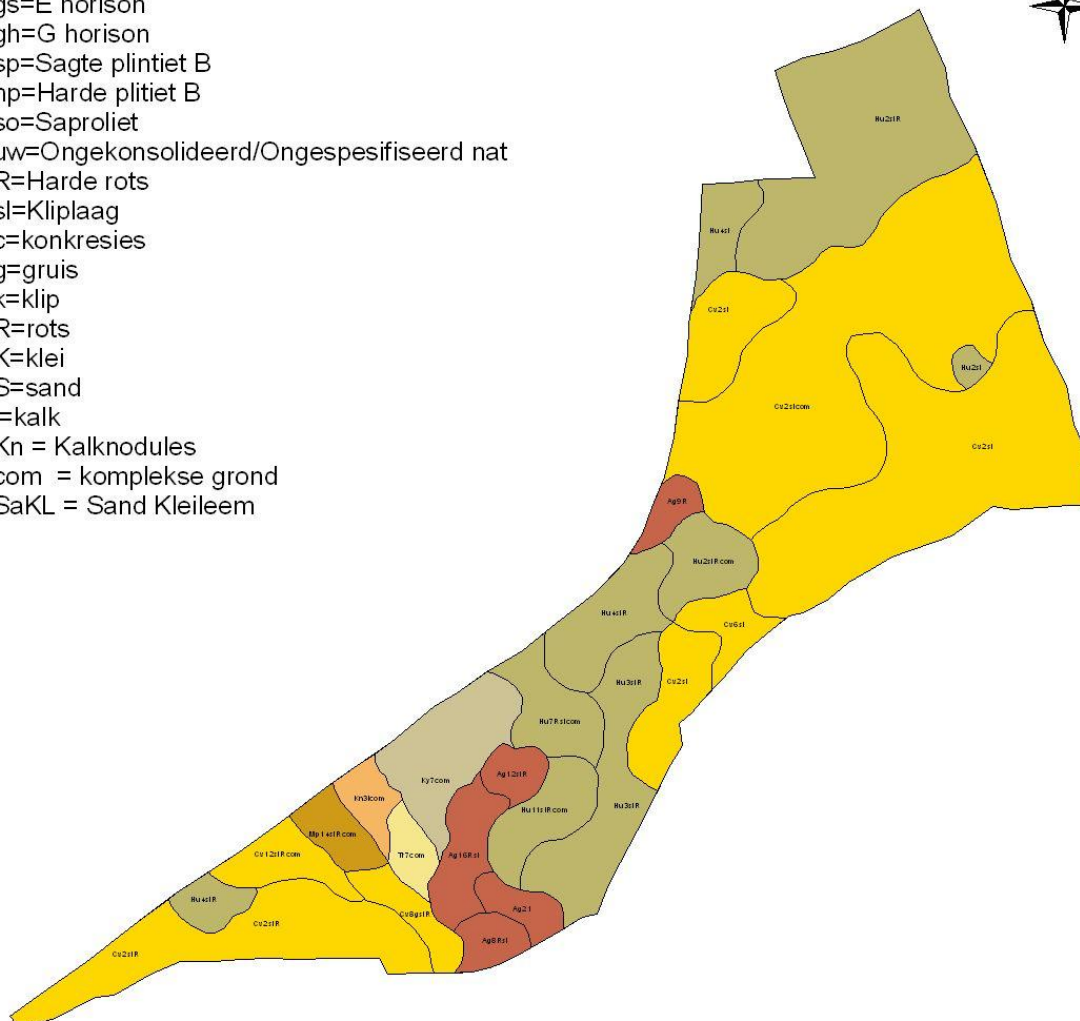 gs=E horison
gh=G horison
sp=Sagte plintiet B
hp=Harde plitiet B
so=Saproliet
uw=Ongekonsolideerd/Ongespesifiseerd nat
R=Harde rots
sl=Kliplaag
c=konkresies
g=gruis
k=klip
R=rots
K=klei
S=sand
=kalk
Kn = Kalknodules
com = komplekse grond
SaKL = Sand Kleileem
Hu2slR
Hu4sl
Cv2sl
Hu2sl
Cv2slcom
Cv2sl
Ag9R
Hu2slRcom
Hu4slR
Cv6sl
Hu3slR
Cv2sl
Hu7Rslcom
Ag12slR
Ky7com
Kn3lcom
Hu11slRcom
Hu3slR
Mp14slRcom
Cv12slRcom
Tf7com
Ag16Rsl
Hu4slR
Cv8gslR
Ag21
Cv2slR
Ag8Rsl
Cv2slR